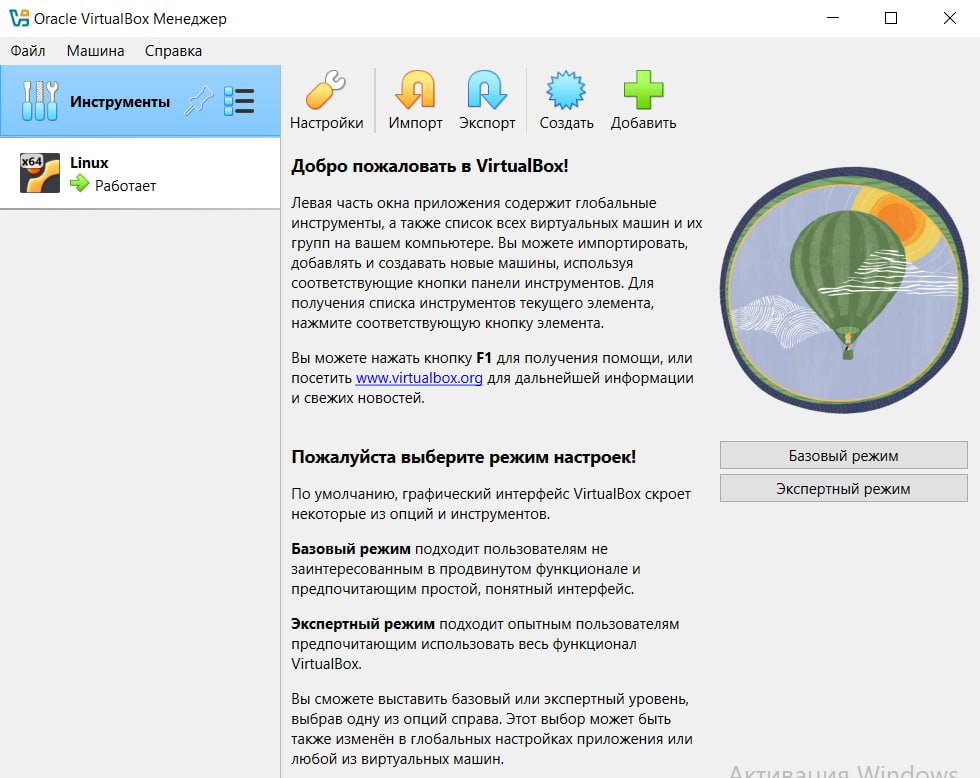 Oracle VirtualBox Менеджер
Файл Машина Справка
Инструменты
Настройки Импорт Экспорт Создать Добавить
x64
Linux
Работает
Добро пожаловать в VirtualBox!
Левая часть окна приложения содержит глобальные
инструменты, а также список всех виртуальных машин и их
групп на вашем компьютере. Вы можете импортировать,
добавлять и создавать новые машины, используя
соответствующие кнопки панели инструментов. Для
получения списка инструментов текущего элемента,
нажмите соответствующую кнопку элемента.
Вы можете нажать кнопку F1 для получения помощи, или
посетить www.virtualbox.org для дальнейшей информации
и свежих новостей.
Пожалуйста выберите режим настроек!
По умолчанию, графический интерфейс VirtualBox скроет
некоторые из опций и инструментов.
Базовый режим подходит пользователям не
заинтересованным в продвинутом функционале и
предпочитающим простой, понятный интерфейс.
Экспертный режим подходит опытным пользователям
предпочитающим использовать весь функционал
VirtualBox.
Вы сможете выставить базовый или экспертный уровень,
выбрав одну из опций справа. Этот выбор может быть
также изменён в глобальных настройках приложения или
любой из виртуальных машин.
Базовый режим
Экспертный режим
Активация Windows